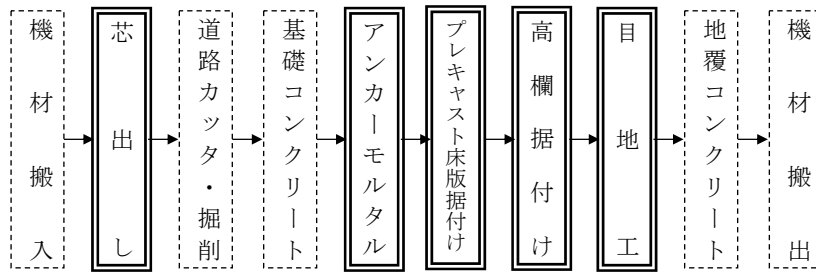 機材搬入
芯出し
道路カッタ・掘削
基礎コンクリート
アンカーモルタル
プレキャスト床版据付け
高欄据付け
目地工
地覆コンクリート
機材搬出